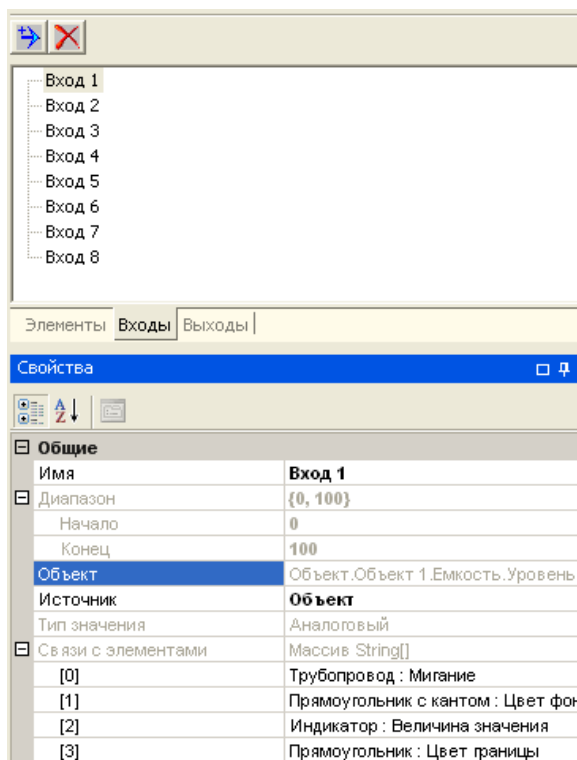 Вход 1
Вход 2
Вход 3
Вход 4
Вход 5
Вход 6
Вход 7
Вход 8
Элементы Входы Выходы
Свойства
Общие
Имя Вход 1
Диапазон {0, 100}
Начало 0
Конец 100
Объект Объект.Объект 1.Емкость.Уровень
Источник Объект
Тип значения Аналоговый
Связи с элементами Массив String[]
[0] Трубопровод : Мигание
[1] Прямоугольник с кантом : Цвет фон
[2] Индикатор : Величина значения
[3] Прямоугольник : Цвет границы